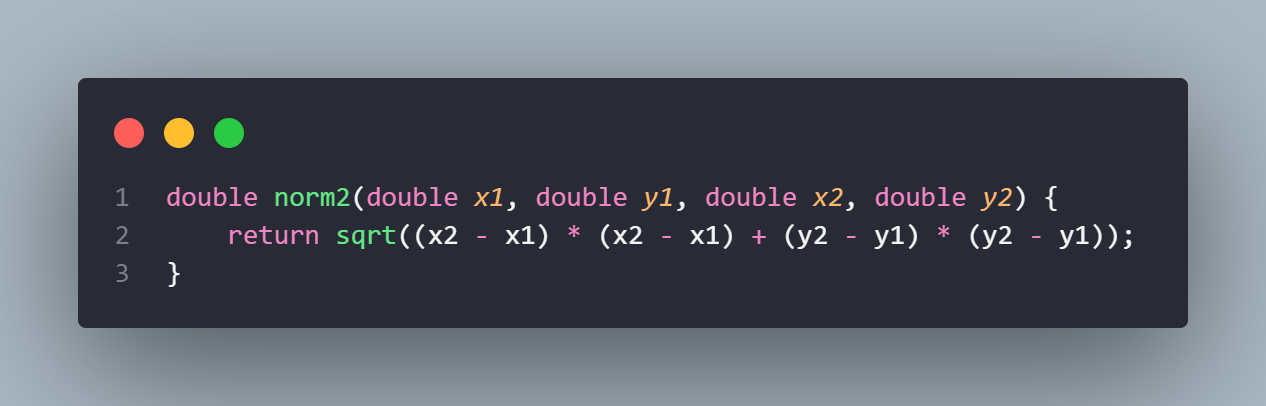 1 double norm2(double x1, double y1, double x2, double y2) {
2     return sqrt((x2 - x1) * (x2 - x1) + (y2 - y1) * (y2 - y1));
3 }